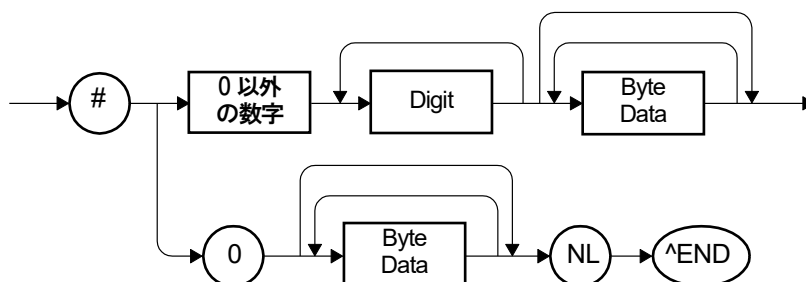 #
0 以外
の数字
Digit
Byte
Data
0
Byte
Data
NL
^END